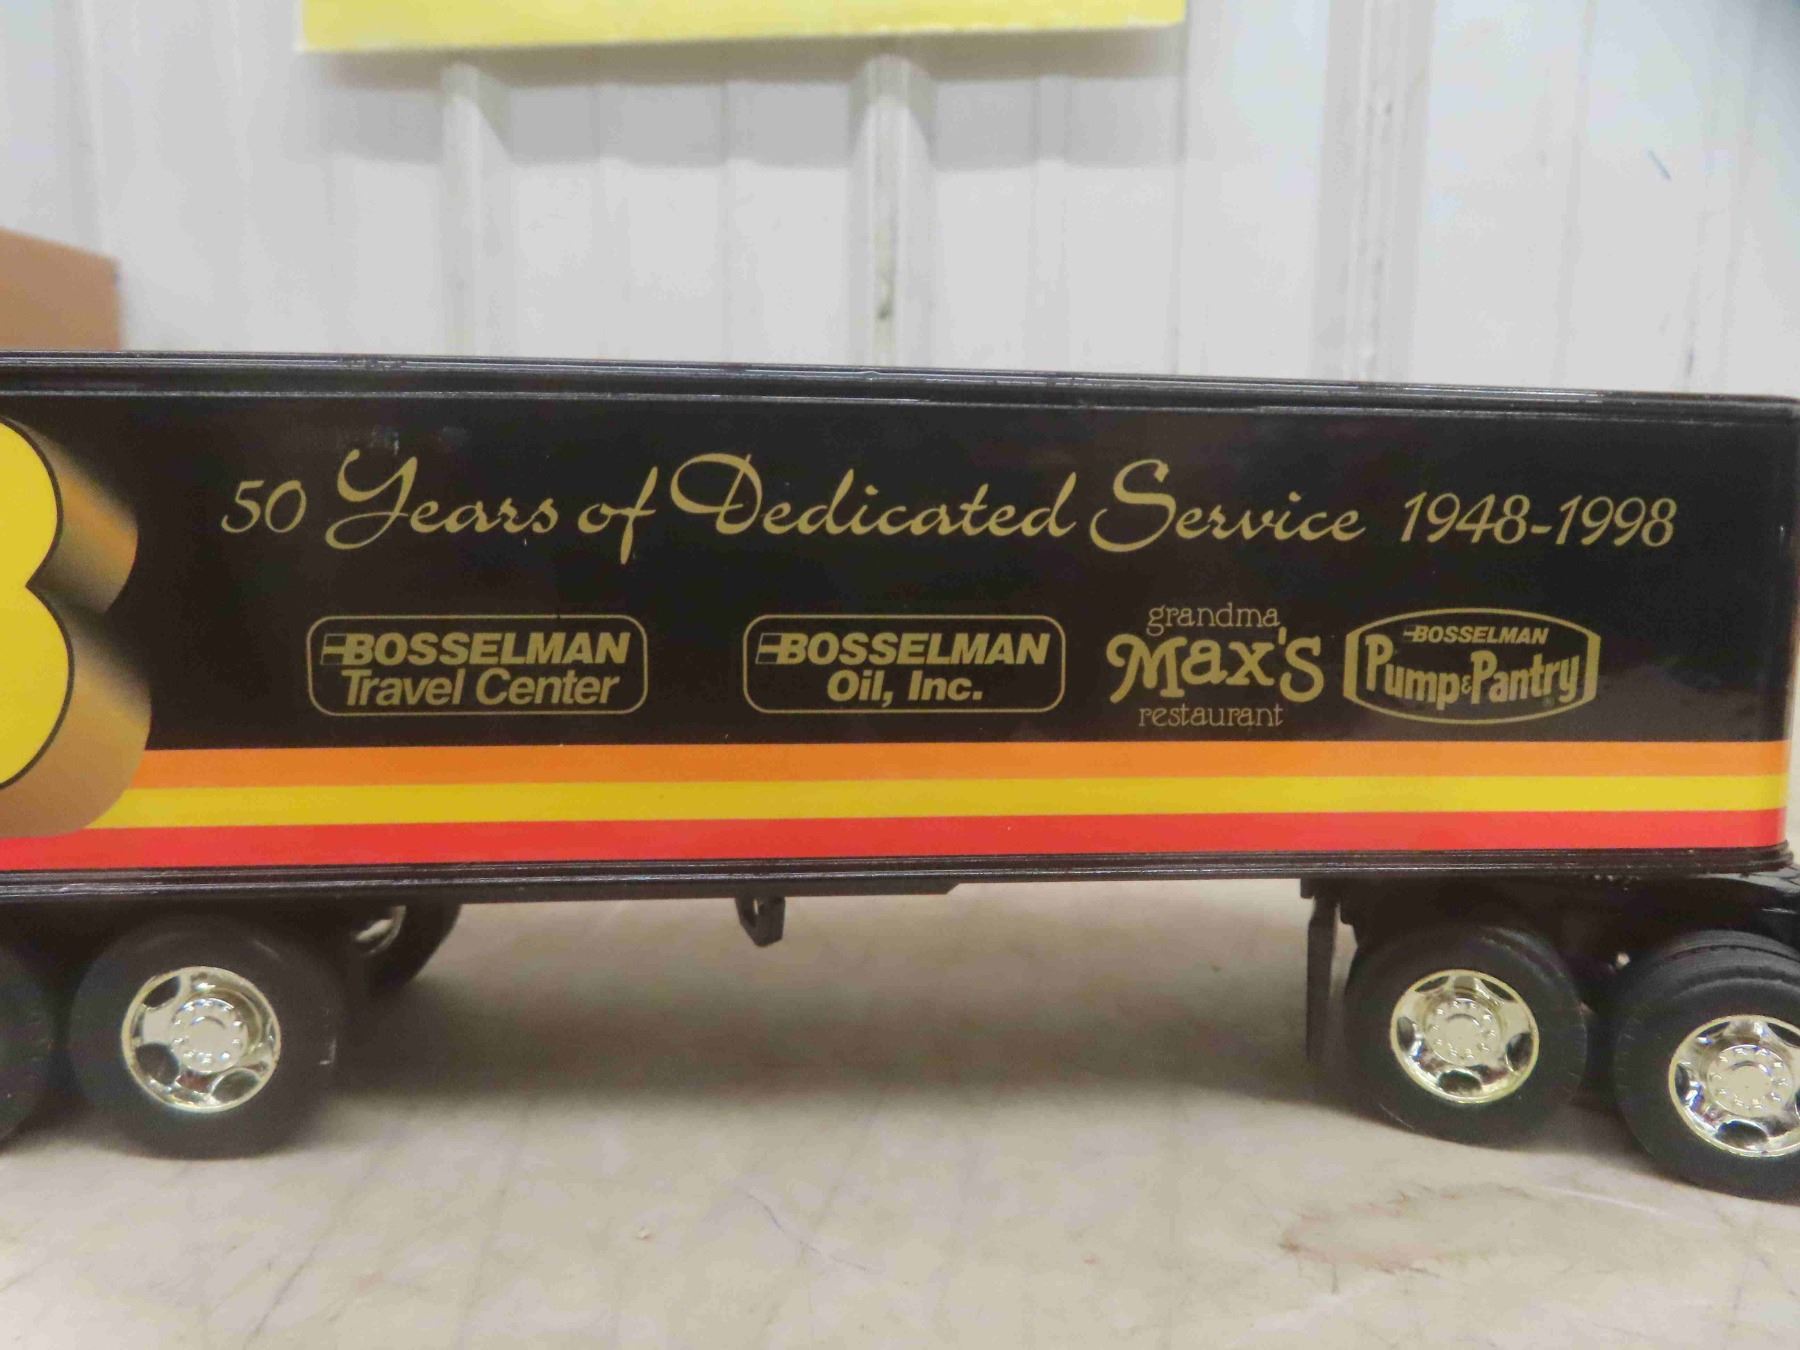 50 Years of Dedicated Service 1948-1998
BOSSELMAN
Travel Center
BOSSELMAN
Oil, Inc.
grandma
Max's
restaurant
BOSSELMAN
Pump & Pantry